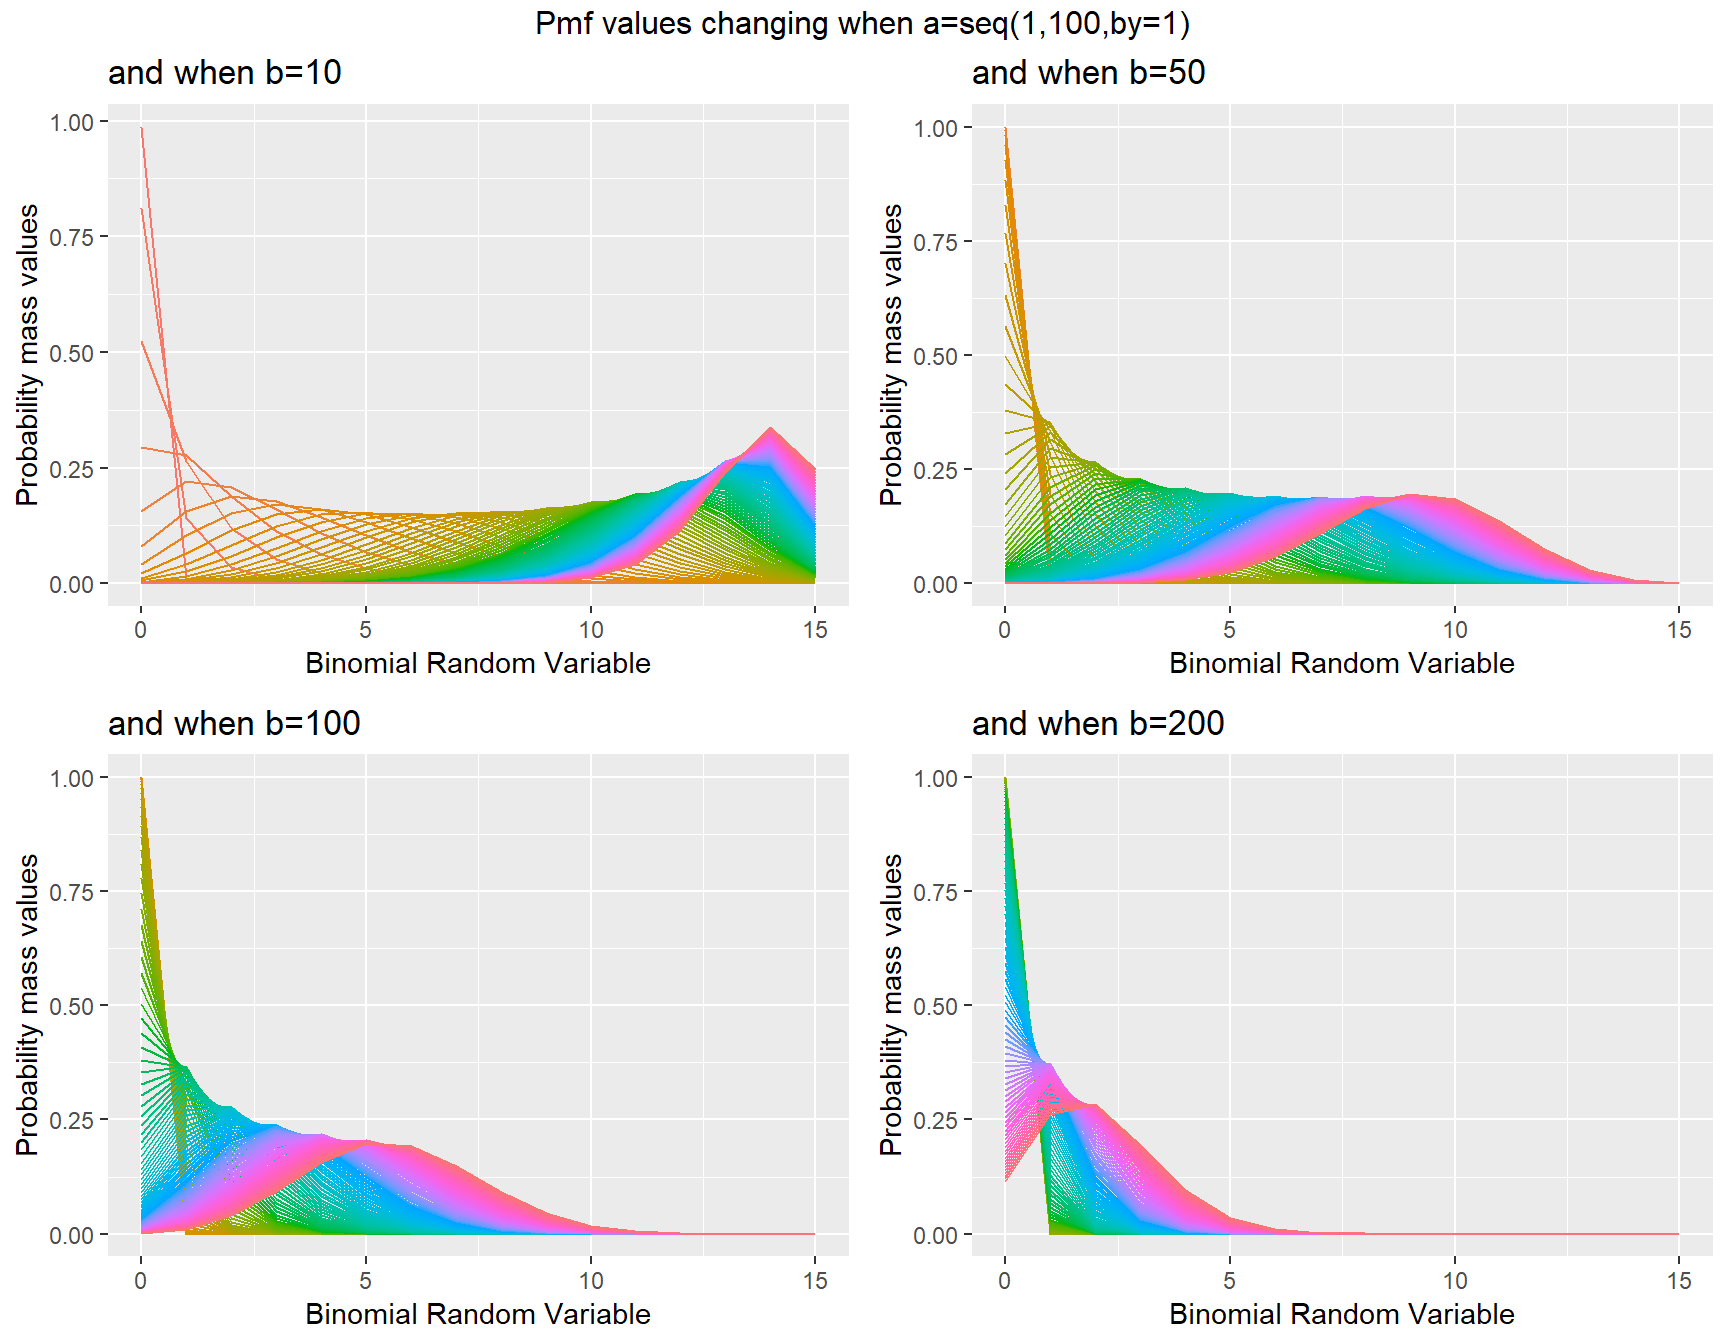 Pmf values changing when a=seq(1,100,by=1)
and when b=10
Probability mass values
1.00
0.75
0.50
0.25
0.00
0 5 10 15
Binomial Random Variable
and when b=50
Probability mass values
1.00
0.75
0.50
0.25
0.00
0 5 10 15
Binomial Random Variable
and when b=100
Probability mass values
1.00
0.75
0.50
0.25
0.00
0 5 10 15
Binomial Random Variable
and when b=200
Probability mass values
1.00
0.75
0.50
0.25
0.00
0 5 10 15
Binomial Random Variable